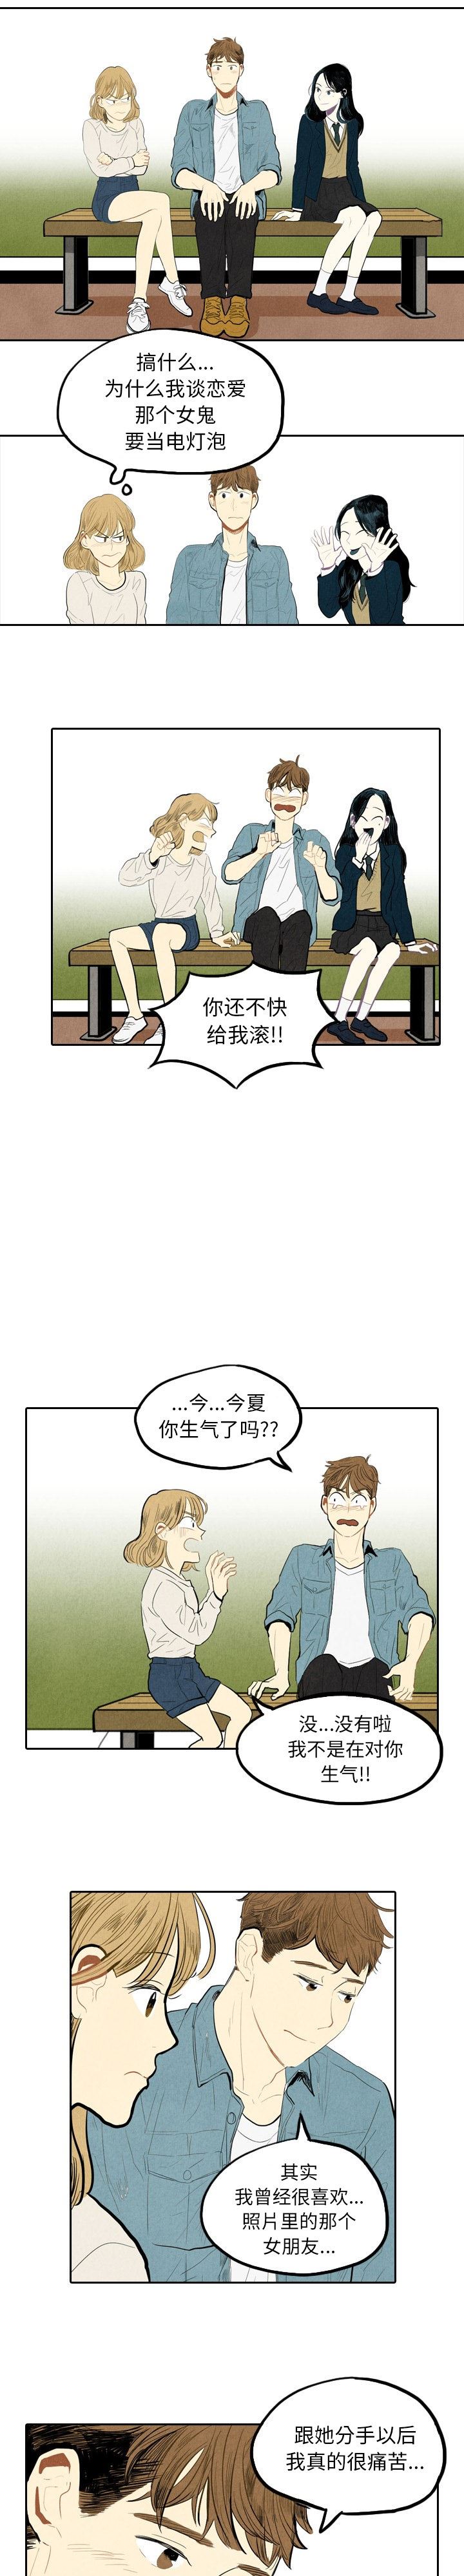 搞什么...
为什么我谈恋爱
那个女鬼
要当电灯泡
你还不快
给我滚!!
...今...今夏
你生气了吗??
没...没有啦
我不是在对你
生气!!
其实
我曾经很喜欢...
照片里的那个
女朋友...
跟她分手以后
我真的很痛苦...